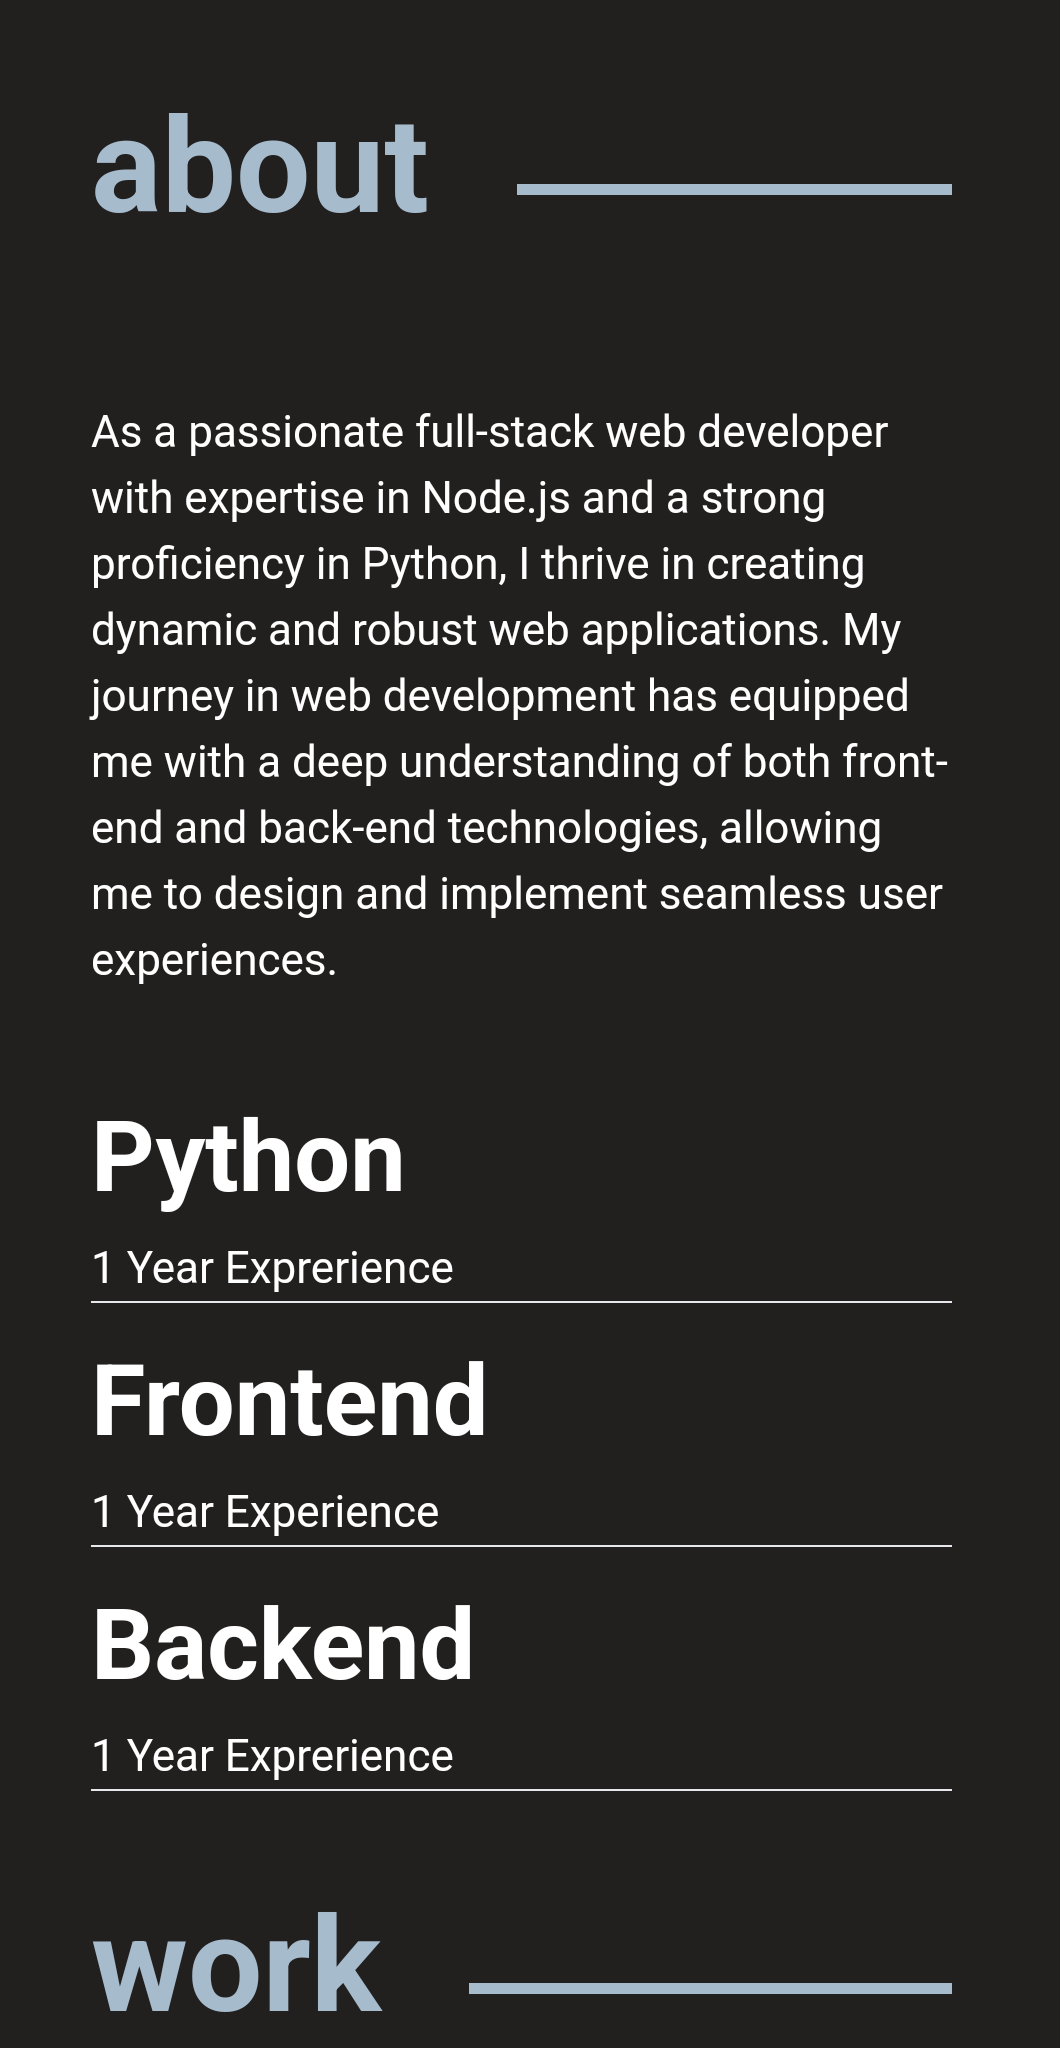 about
As a passionate full-stack web developer
with expertise in Node.js and a strong
proficiency in Python, I thrive in creating
dynamic and robust web applications. My
journey in web development has equipped
me with a deep understanding of both front-
end and back-end technologies, allowing
me to design and implement seamless user
experiences.
Python
1 Year Exprerience
Frontend
1 Year Experience
Backend
1 Year Exprerience
work